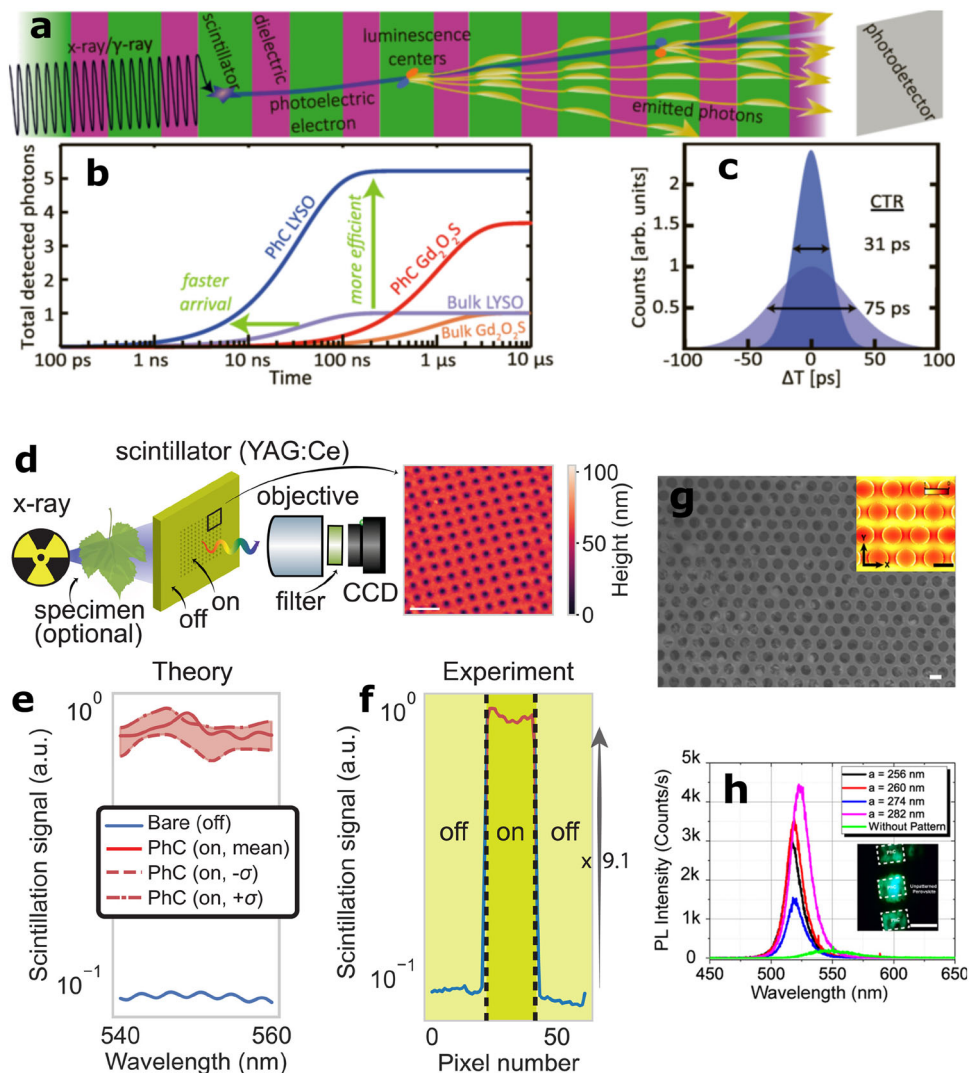 a
x-ray/γ-ray
scintillator
dielectric
photoelectric
electron
luminescence
centers
emitted photons
photodetector
b
Total detected photons
5
4
3
2
1
PhC LYSO
faster
arrival
more efficient
PhC Gd2O2S
Bulk LYSO
Bulk Gd2O2S
100 ps
1 ns
10 ns
100 ns
1 µs
10 µs
Time
c
Counts [arb. units]
2
1.5
1
0.5
CTR
31 ps
75 ps
-100
-50
0
50
100
ΔT [ps]
d
scintillator (YAG:Ce)
x-ray
objective
specimen
(optional)
off
on
filter
CCD
100
50
0
Height (nm)
g
Y
X
e
Theory
Scintillation signal (a.u.)
10^0
10^-1
Bare (off)
PhC (on, mean)
PhC (on, -σ)
PhC (on, +σ)
540
560
Wavelength (nm)
f
Experiment
Scintillation signal (a.u.)
10^0
10^-1
off
on
off
x 9.1
0
50
Pixel number
h
PL Intensity (Counts/s)
5k
4k
3k
2k
1k
0
a = 256 nm
a = 260 nm
a = 274 nm
a = 282 nm
Without Pattern
PhC
Unpatterned
Perovskite
PhC
PhC
450
500
550
600
650
Wavelength (nm)